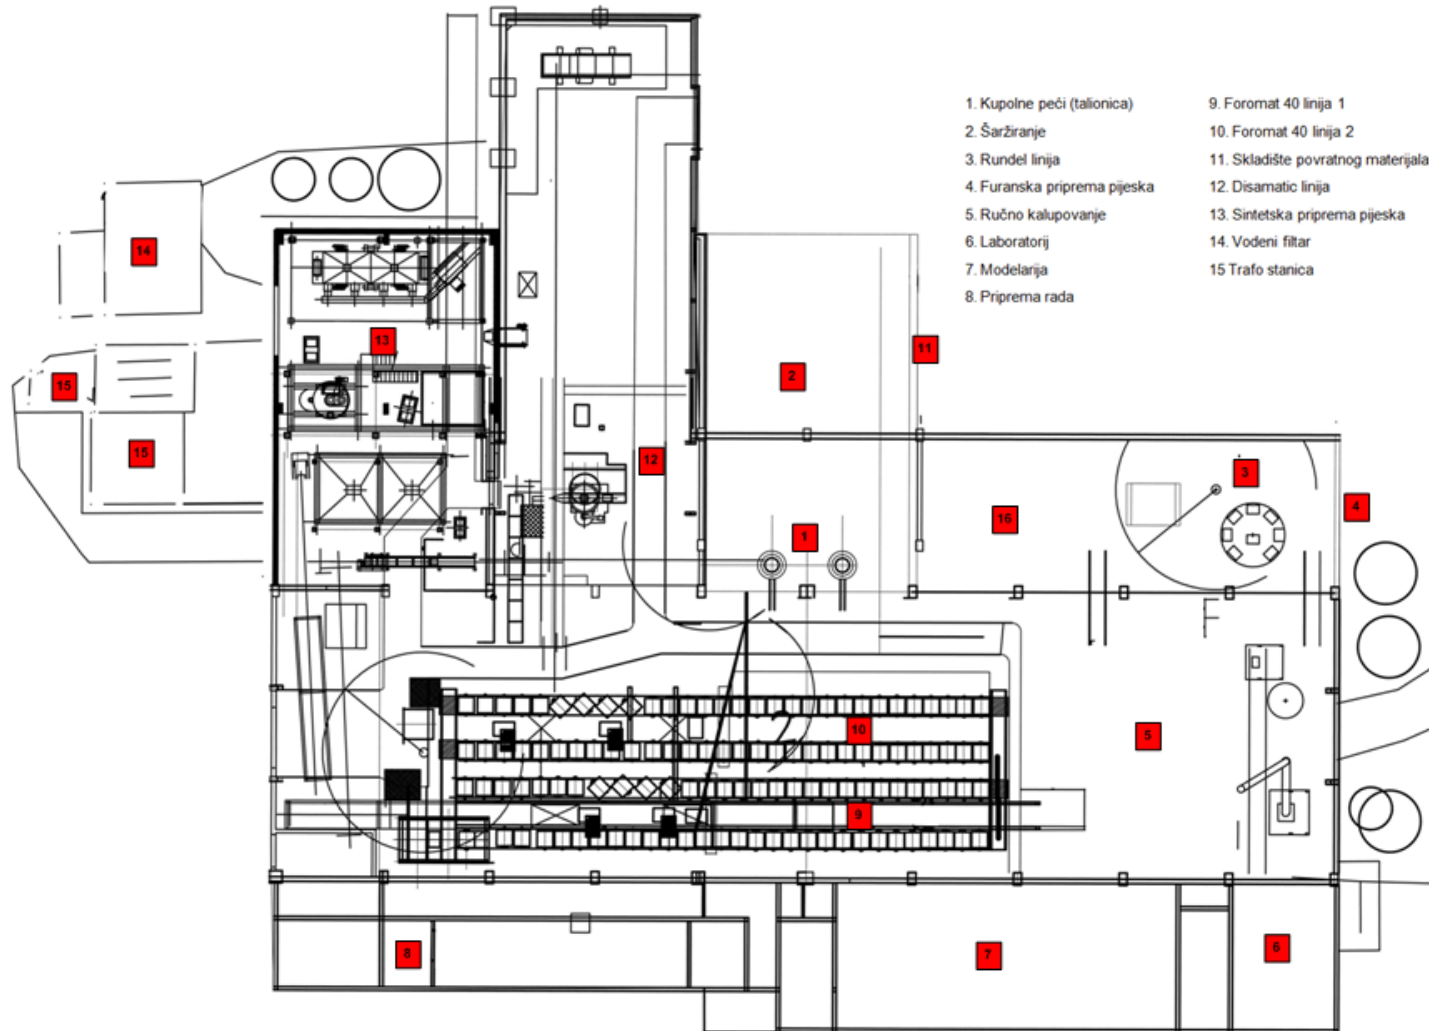 1. Kupolne peći (talionica)
2. Šaržiranje
3. Rundel linija
4. Furanska priprema pijeska
5. Ručno kalupovanje
6. Laboratorij
7. Modelarija
8. Priprema rada
9. Foromat 40 linija 1
10. Foromat 40 linija 2
11. Skladište povratnog materijala
12. Disamatic linija
13. Sintetska priprema pijeska
14. Vodeni filtar
15 Trafo stanica
14
13
11
2
15
15
12
3
16
4
1
10
5
9
8
7
6